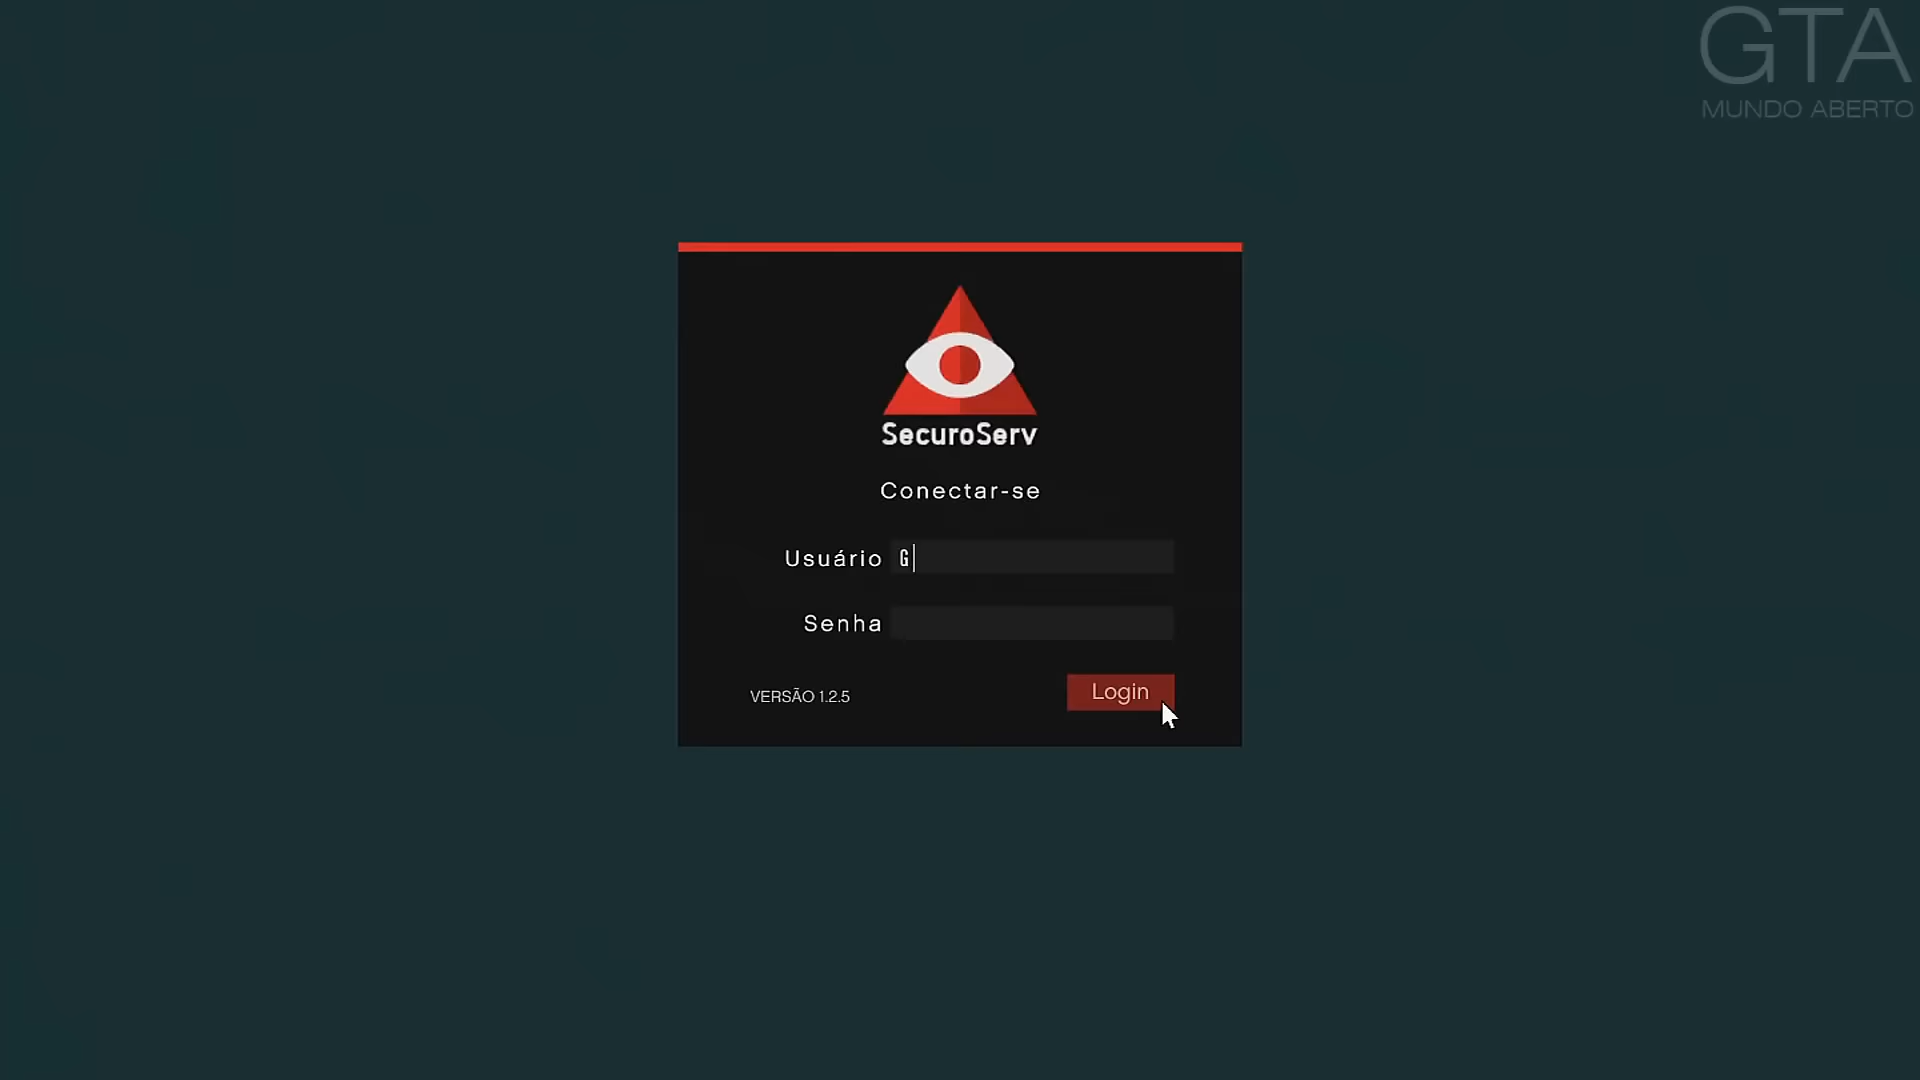 GTA
MUNDO ABERTO
SecuroServ
Conectar-se
Usuário G
Senha
VERSÃO 1.2.5
Login